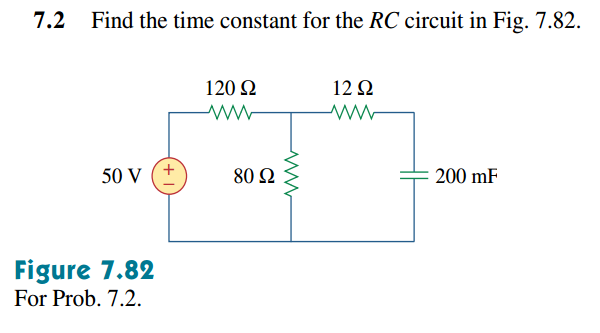 7.2 Find the time constant for the RC circuit in Fig. 7.82.
120 Ω 12 Ω
50 V + − 80 Ω 200 mF
Figure 7.82
For Prob. 7.2.